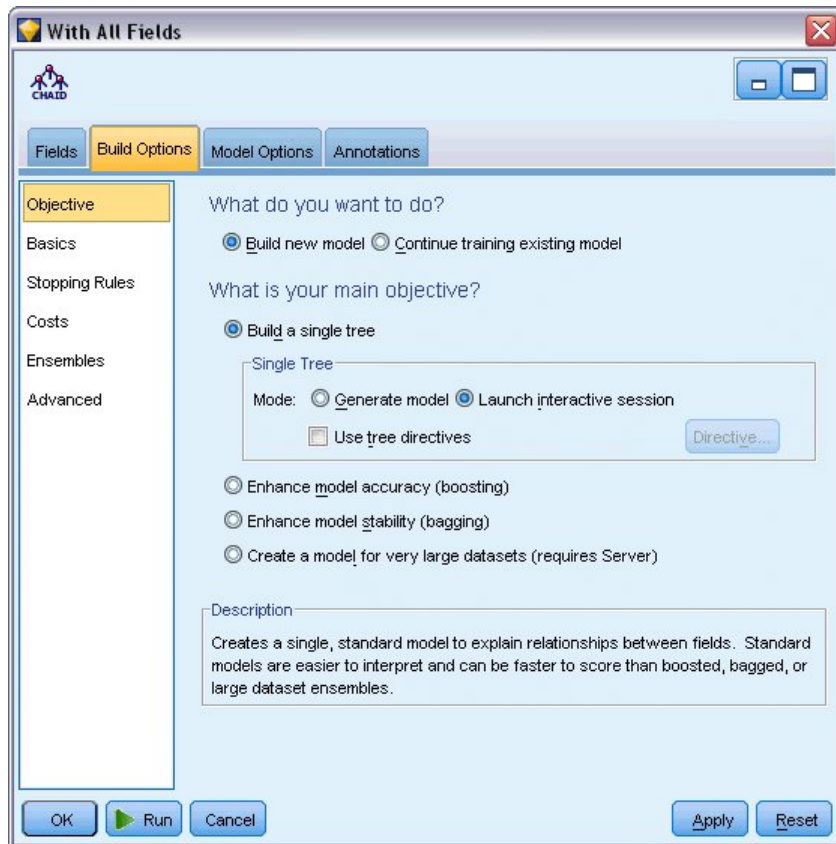 With All Fields
CHAID
Fields Build Options Model Options Annotations
Objective
Basics
Stopping Rules
Costs
Ensembles
Advanced
What do you want to do?
Build new model Continue training existing model
What is your main objective?
Build a single tree
Single Tree
Mode: Generate model Launch interactive session
Use tree directives Directive...
Enhance model accuracy (boosting)
Enhance model stability (bagging)
Create a model for very large datasets (requires Server)
Description
Creates a single, standard model to explain relationships between fields. Standard
models are easier to interpret and can be faster to score than boosted, bagged, or
large dataset ensembles.
OK Run Cancel Apply Reset